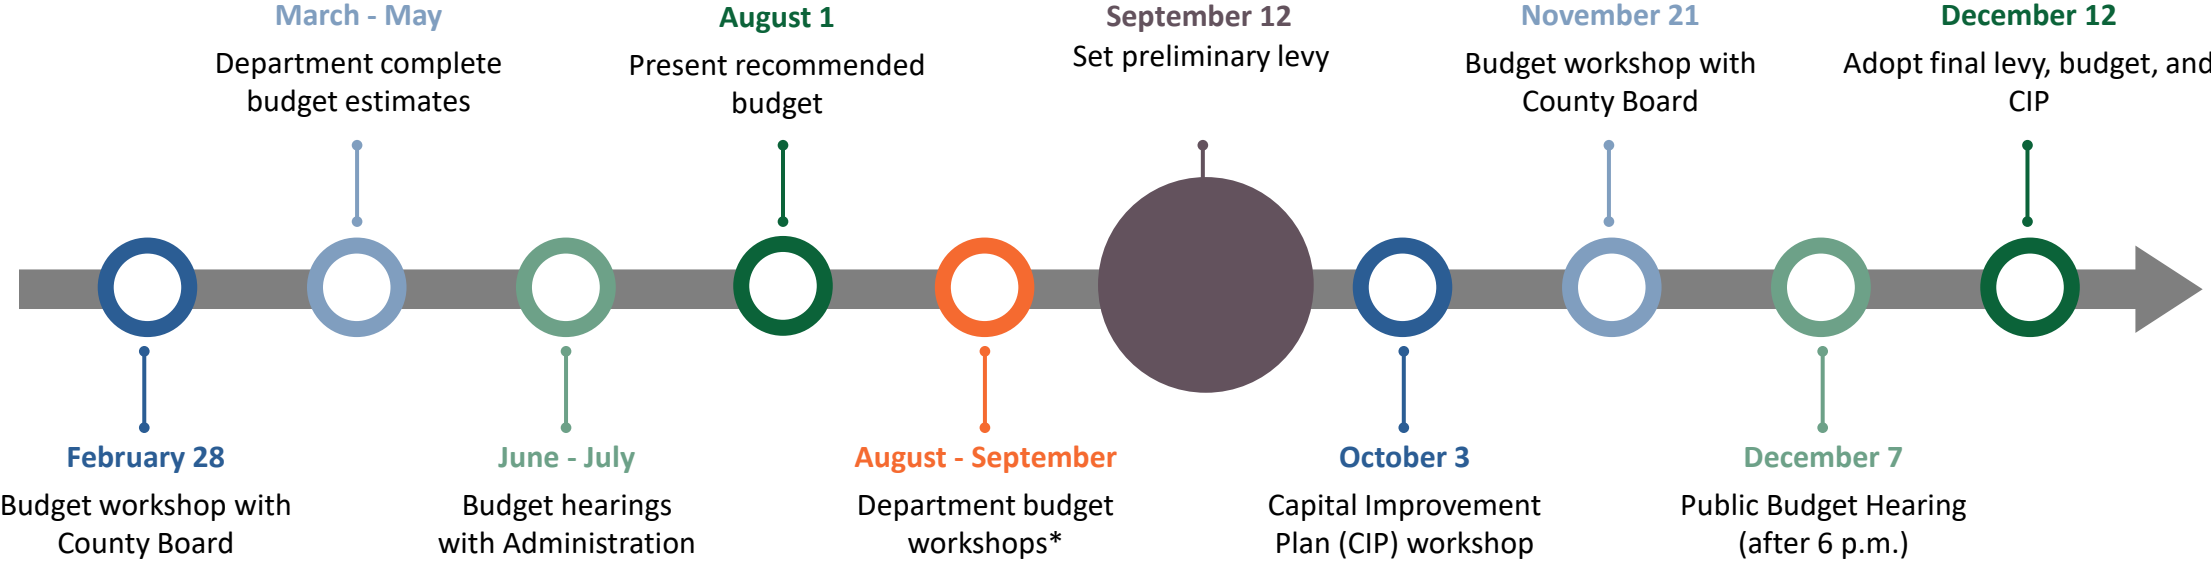 March - May
Department complete
budget estimates
August 1
Present recommended
budget
September 12
Set preliminary levy
November 21
Budget workshop with
County Board
December 12
Adopt final levy, budget, and
CIP
February 28
Budget workshop with
County Board
June - July
Budget hearings
with Administration
August - September
Department budget
workshops*
October 3
Capital Improvement
Plan (CIP) workshop
December 7
Public Budget Hearing
(after 6 p.m.)